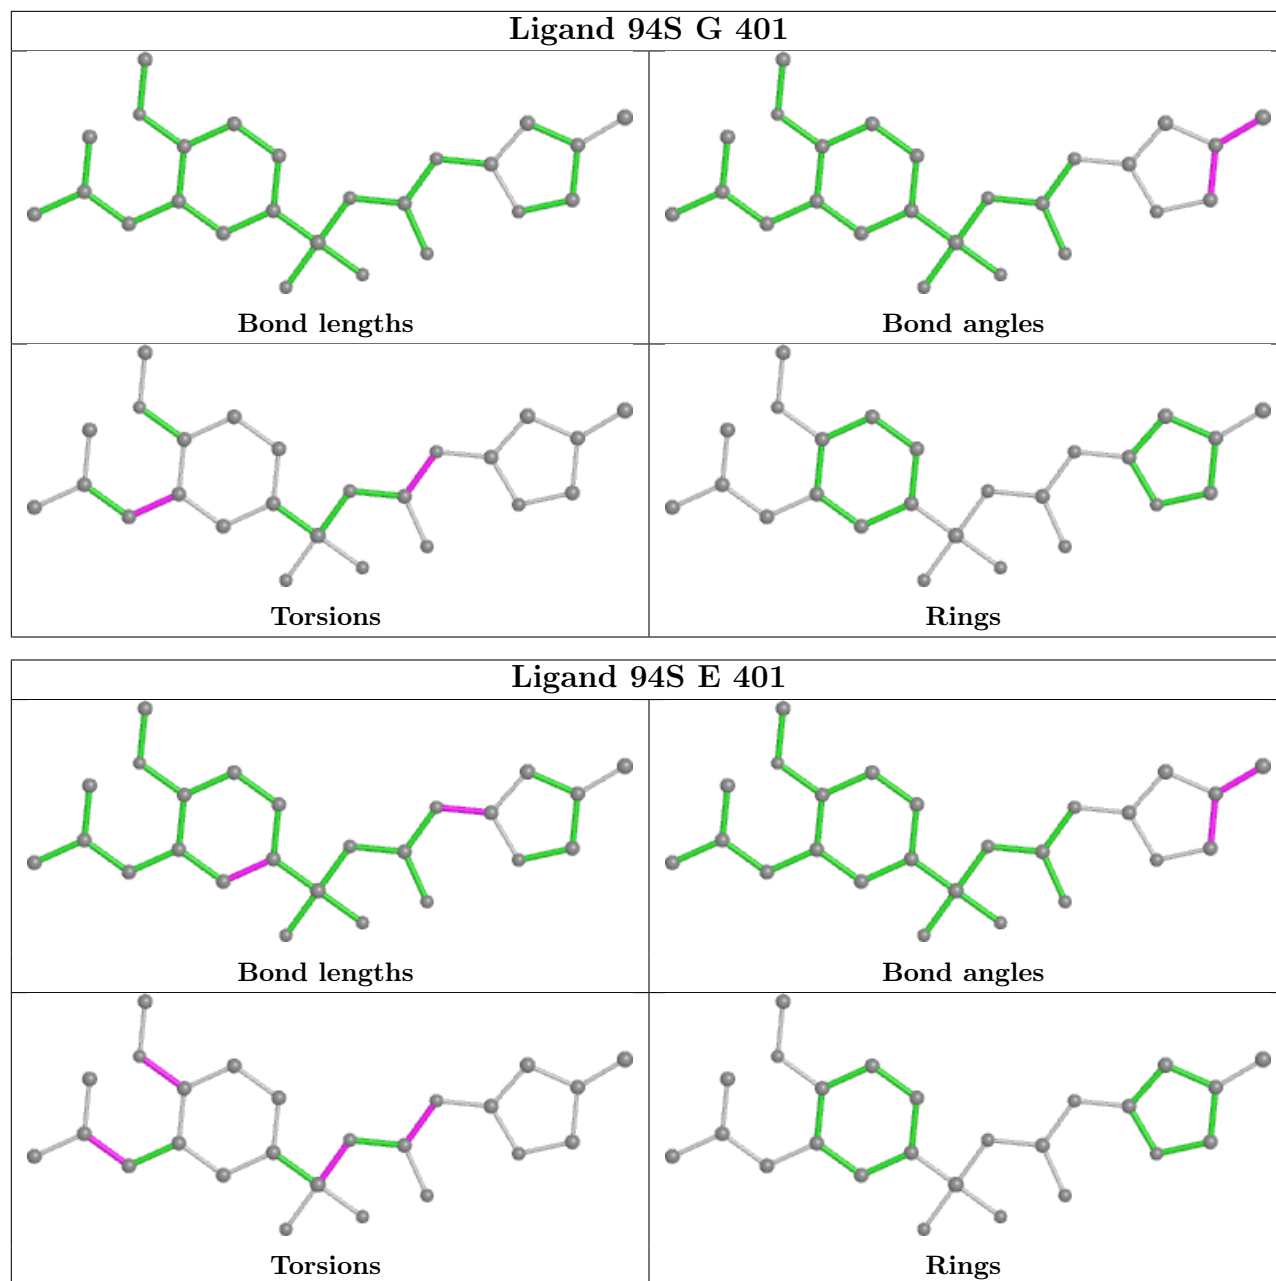 Ligand 94S G 401
Bond lengths
Bond angles
Torsions
Rings
Ligand 94S E 401
Bond lengths
Bond angles
Torsions
Rings